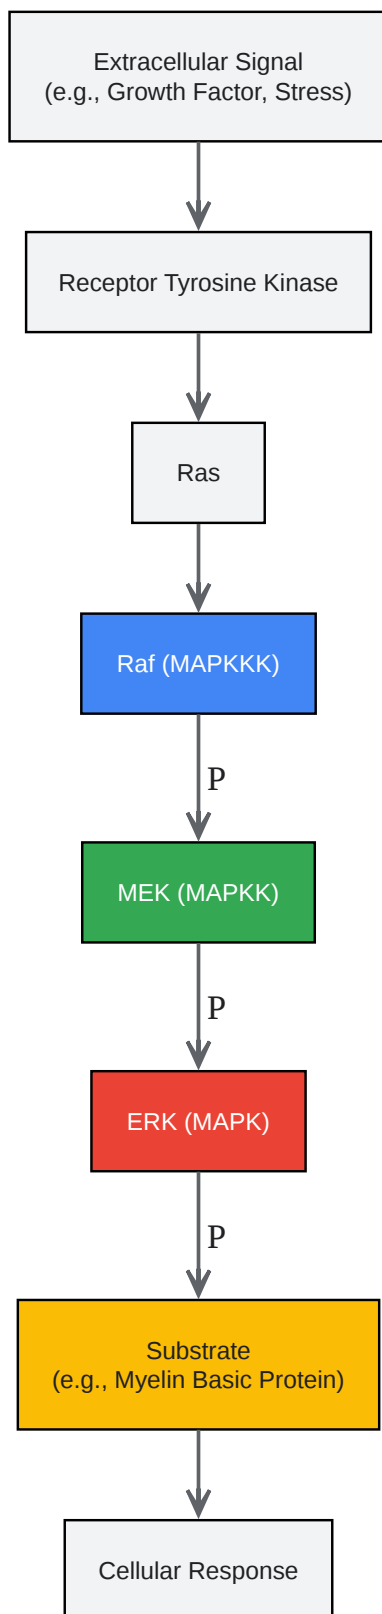 Extracellular Signal
(e.g., Growth Factor, Stress)
Receptor Tyrosine Kinase
Ras
Raf (MAPKKK)
P
MEK (MAPKK)
P
ERK (MAPK)
P
Substrate
(e.g., Myelin Basic Protein)
Cellular Response